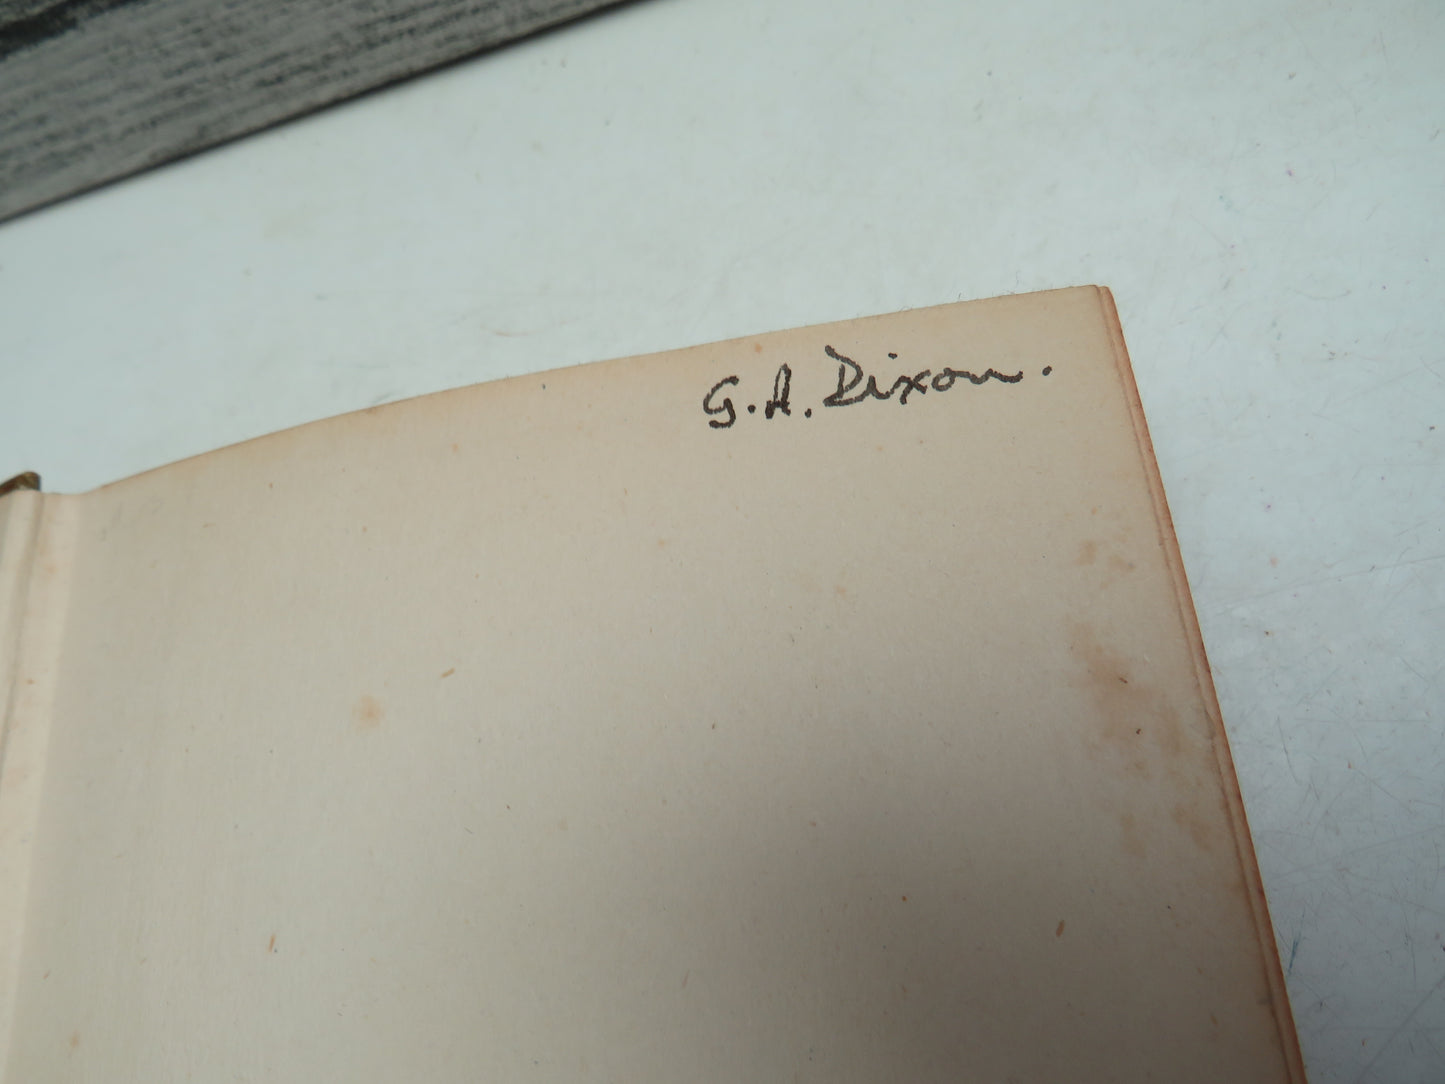 G. A. Dixon.